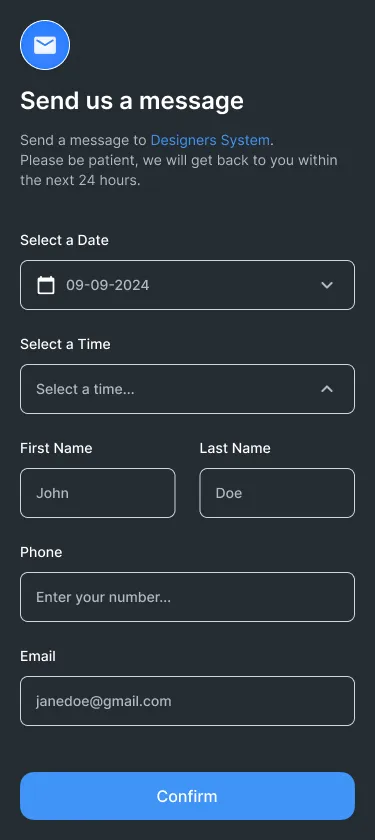 Send us a message
Send a message to Designers System.
Please be patient, we will get back to you within
the next 24 hours.
Select a Date
09-09-2024
Select a Time
Select a time...
First Name
Last Name
John
Doe
Phone
Enter your number...
Email
janedoe@gmail.com
Confirm